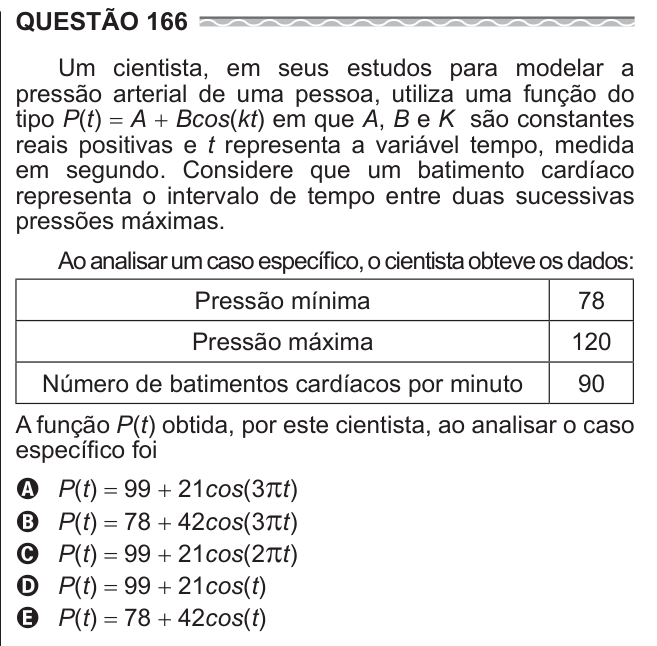 QUESTÃO 166
Um cientista, em seus estudos para modelar a
pressão arterial de uma pessoa, utiliza uma função do
tipo P(t) = A + Bcos(kt) em que A, B e K são constantes
reais positivas e t representa a variável tempo, medida
em segundo. Considere que um batimento cardíaco
representa o intervalo de tempo entre duas sucessivas
pressões máximas.
Ao analisar um caso específico, o cientista obteve os dados:
Pressão mínima 78
Pressão máxima 120
Número de batimentos cardíacos por minuto 90
A função P(t) obtida, por este cientista, ao analisar o caso
específico foi
A P(t) = 99 + 21cos(3πt)
B P(t) = 78 + 42cos(3πt)
C P(t) = 99 + 21cos(2πt)
D P(t) = 99 + 21cos(t)
E P(t) = 78 + 42cos(t)